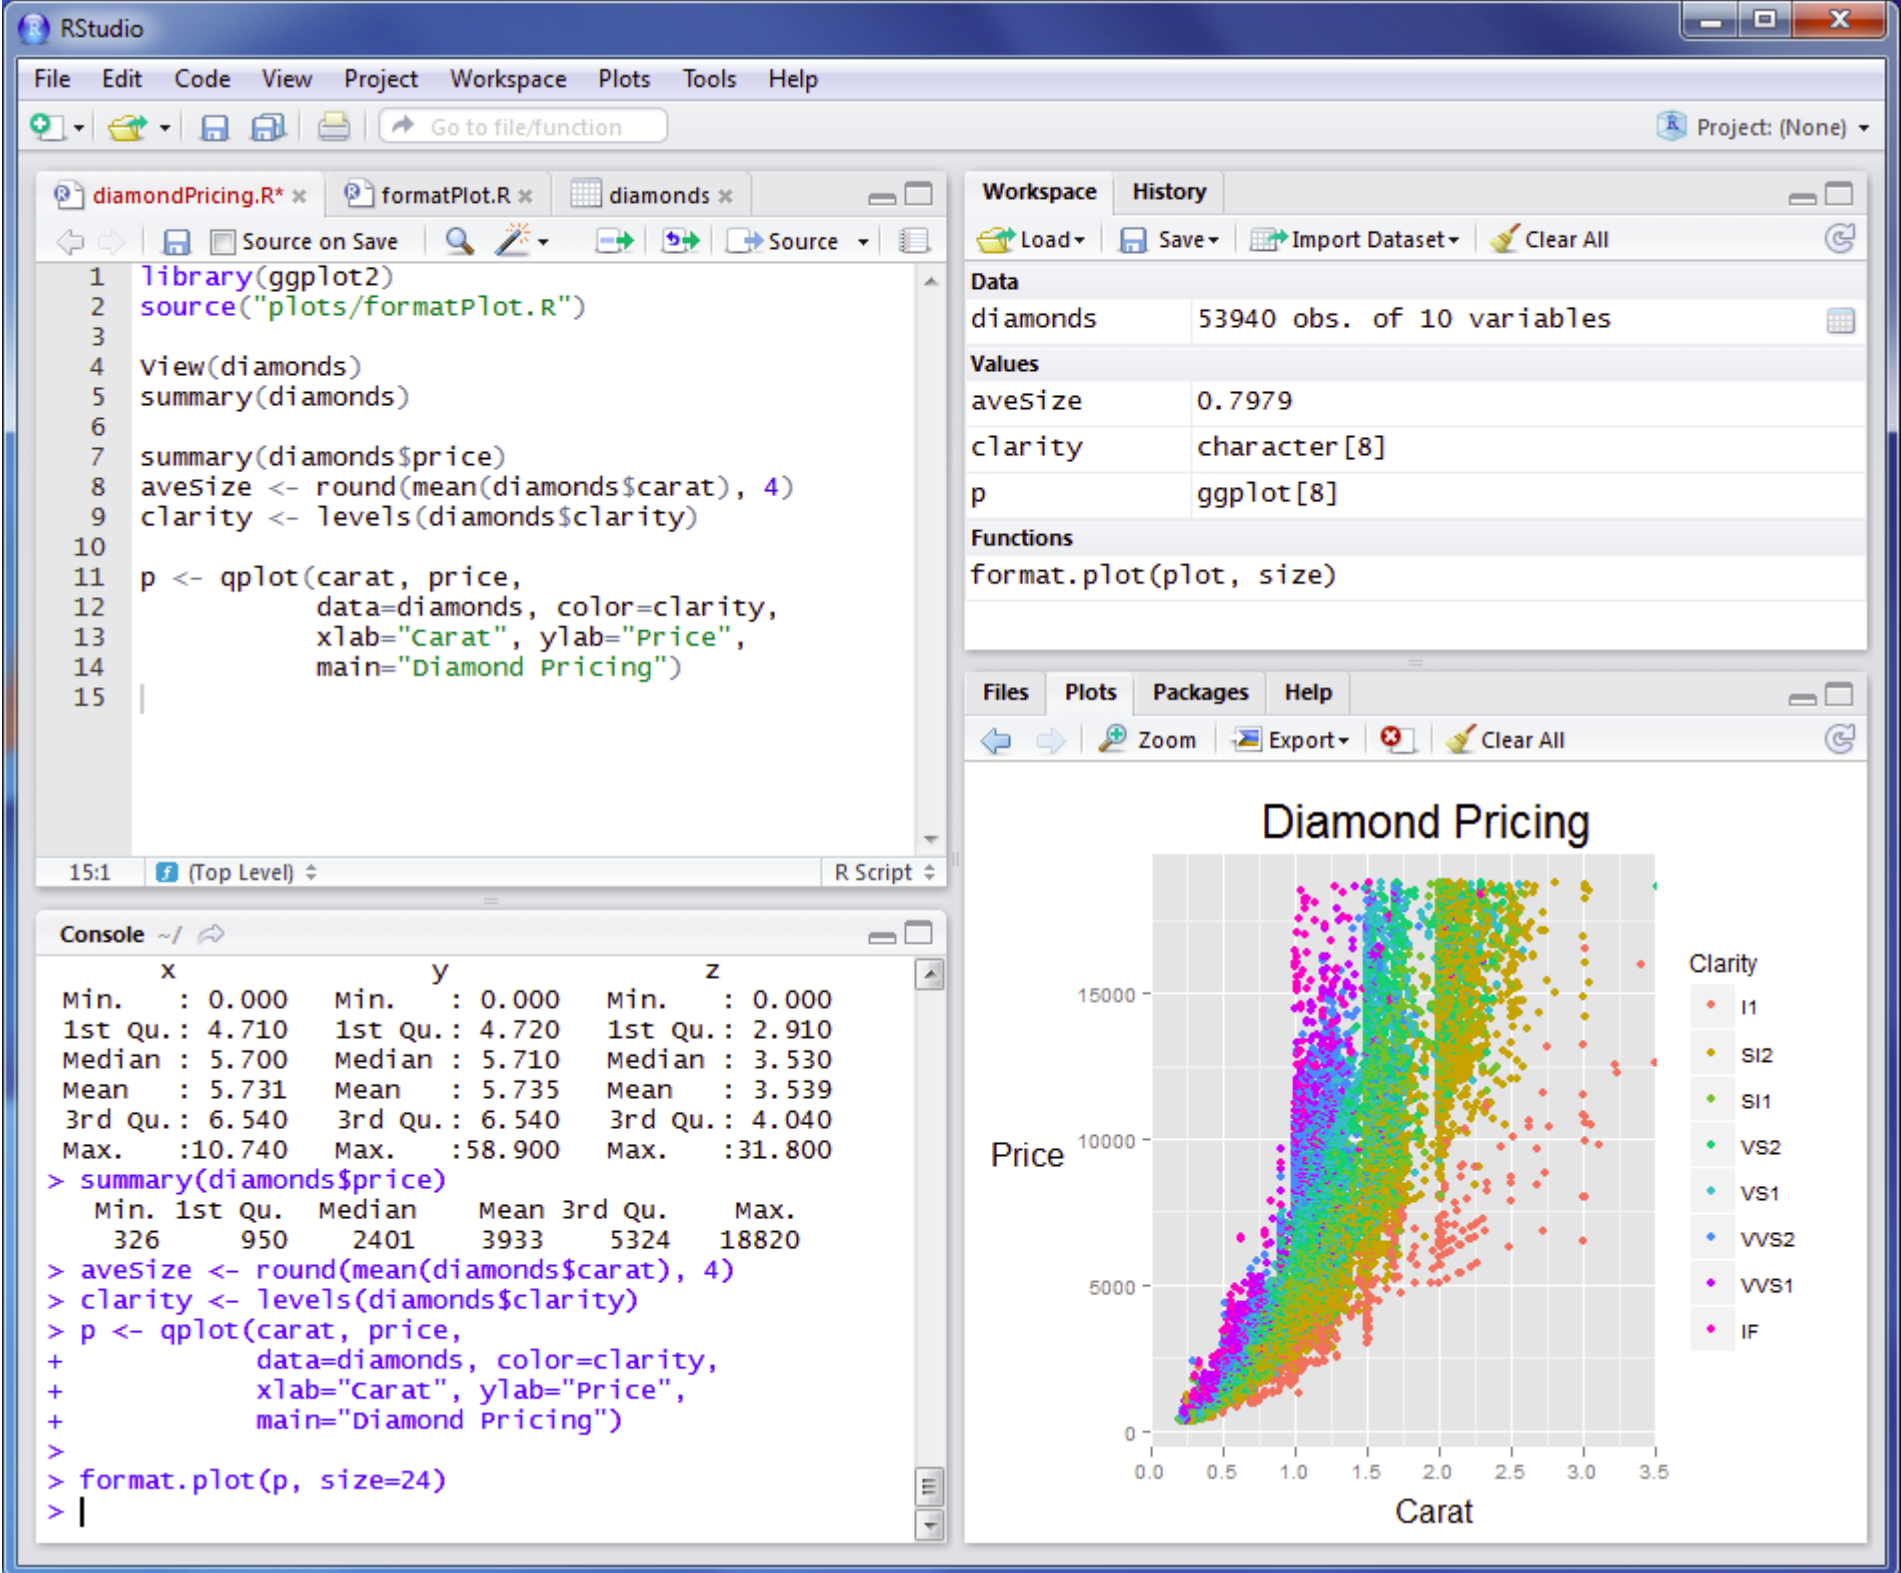 RStudio
File Edit Code View Project Workspace Plots Tools Help
Go to file/function
Project: (None)
diamondPricing.R* formatPlot.R diamonds
Source on Save Source
1 library(ggplot2)
2 source("plots/formatPlot.R")
3
4 View(diamonds)
5 summary(diamonds)
6
7 summary(diamonds$price)
8 aveSize <- round(mean(diamonds$carat), 4)
9 clarity <- levels(diamonds$clarity)
10
11 p <- qplot(carat, price,
12            data=diamonds, color=clarity,
13            xlab="Carat", ylab="Price",
14            main="Diamond Pricing")
15
15:1 (Top Level) R Script
Console ~/
x y z
Min. : 0.000 Min. : 0.000 Min. : 0.000
1st Qu.: 4.710 1st Qu.: 4.720 1st Qu.: 2.910
Median : 5.700 Median : 5.710 Median : 3.530
Mean : 5.731 Mean : 5.735 Mean : 3.539
3rd Qu.: 6.540 3rd Qu.: 6.540 3rd Qu.: 4.040
Max. :10.740 Max. :58.900 Max. :31.800
> summary(diamonds$price)
Min. 1st Qu. Median Mean 3rd Qu. Max.
326 950 2401 3933 5324 18820
> aveSize <- round(mean(diamonds$carat), 4)
> clarity <- levels(diamonds$clarity)
> p <- qplot(carat, price,
+            data=diamonds, color=clarity,
+            xlab="Carat", ylab="Price",
+            main="Diamond Pricing")
>
> format.plot(p, size=24)
>
Workspace History
Load Save Import Dataset Clear All
Data
diamonds 53940 obs. of 10 variables
Values
aveSize 0.7979
clarity character[8]
p ggplot[8]
Functions
format.plot(plot, size)
Files Plots Packages Help
Zoom Export Clear All
Diamond Pricing
Price
15000
10000
5000
0
0.0 0.5 1.0 1.5 2.0 2.5 3.0 3.5
Carat
Clarity
I1
SI2
SI1
VS2
VS1
VVS2
VVS1
IF